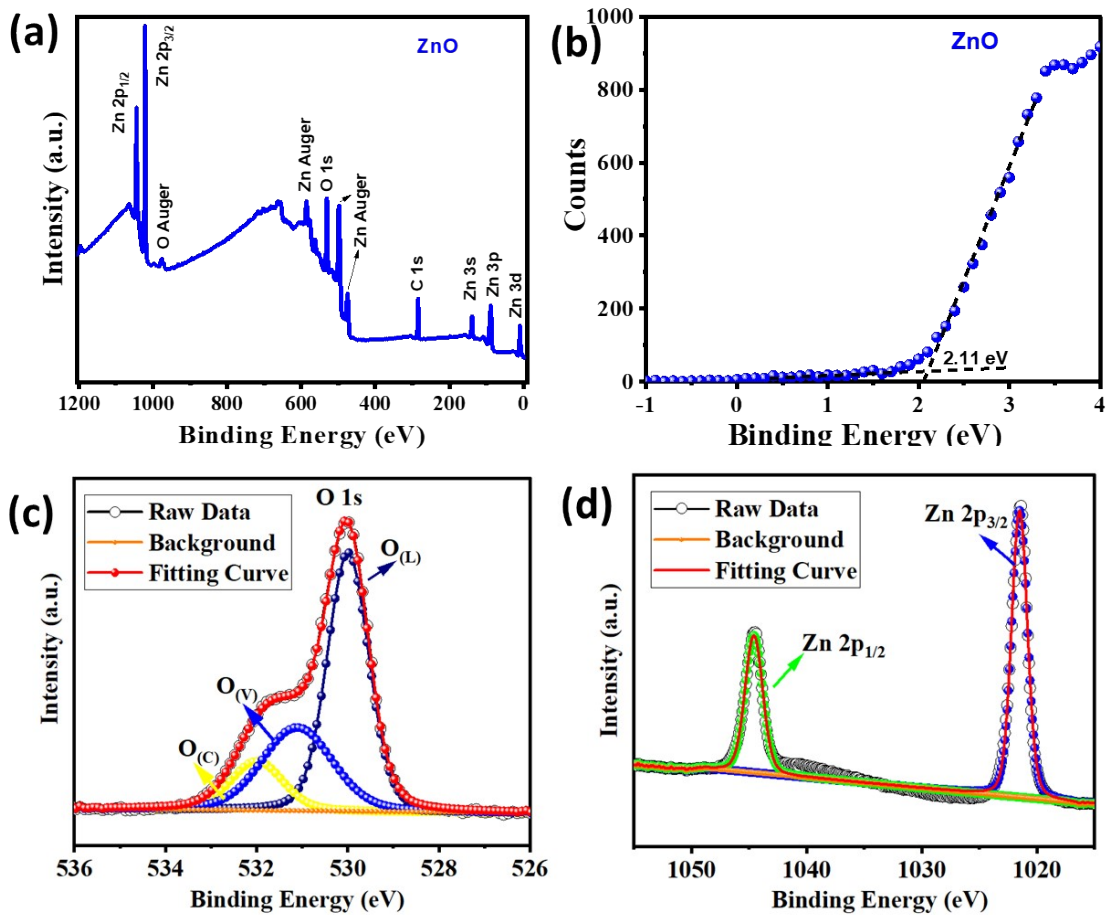 (a)
ZnO
Zn 2p1/2
Zn 2p3/2
O Auger
Zn Auger
O 1s
Zn Auger
C 1s
Zn 3s
Zn 3p
Zn 3d
Intensity (a.u.)
1200 1000 800 600 400 200 0
Binding Energy (eV)
(b)
ZnO
Counts
1000
800
600
400
200
0
2.11 eV
-1 0 1 2 3 4
Binding Energy (eV)
(c)
Raw Data
Background
Fitting Curve
O 1s
O(L)
O(V)
O(C)
Intensity (a.u.)
536 534 532 530 528 526
Binding Energy (eV)
(d)
Raw Data
Background
Fitting Curve
Zn 2p3/2
Zn 2p1/2
Intensity (a.u.)
1050 1040 1030 1020
Binding Energy (eV)